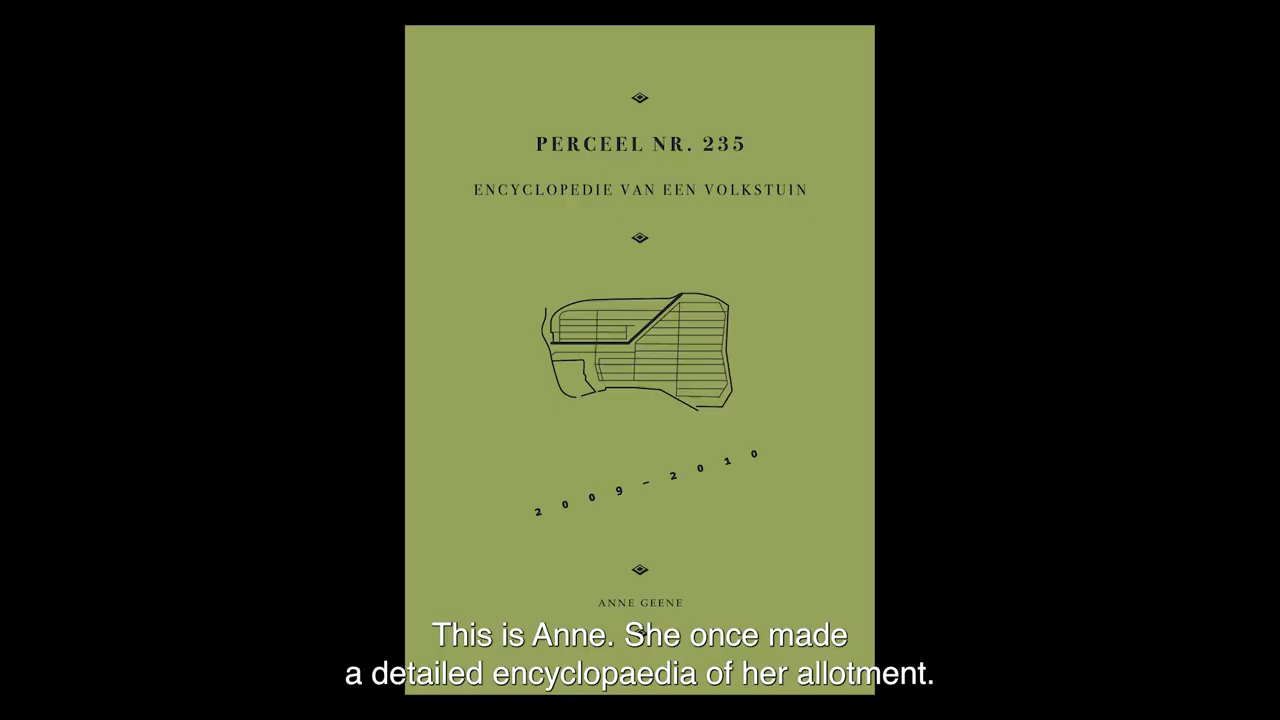 PERCEEL NR. 235
ENCYCLOPEDIE VAN EEN VOLKSTUIN
2009–2010
ANNE GEENE
This is Anne. She once made
a detailed encyclopaedia of her allotment.